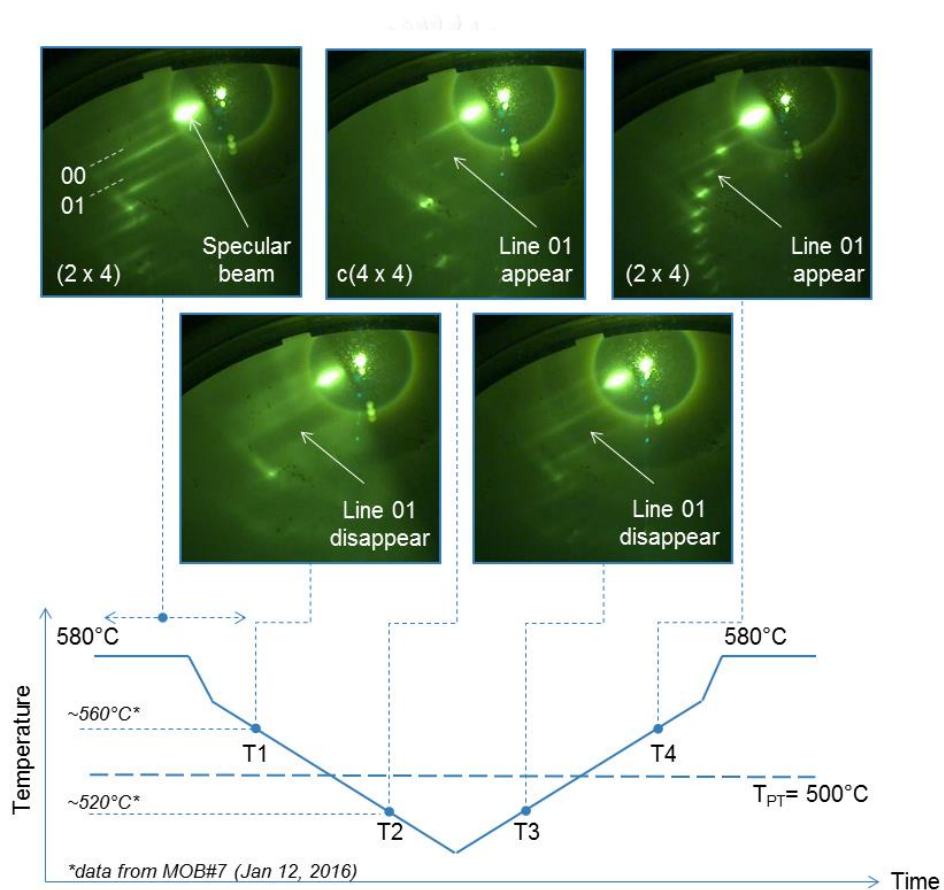 00
01
Specular
beam
(2 x 4)
c(4 x 4)
Line 01
appear
(2 x 4)
Line 01
appear
Line 01
disappear
Line 01
disappear
580°C
580°C
~560°C*
T1
T4
T_PT= 500°C
~520°C*
T2
T3
*data from MOB#7 (Jan 12, 2016)
Temperature
Time